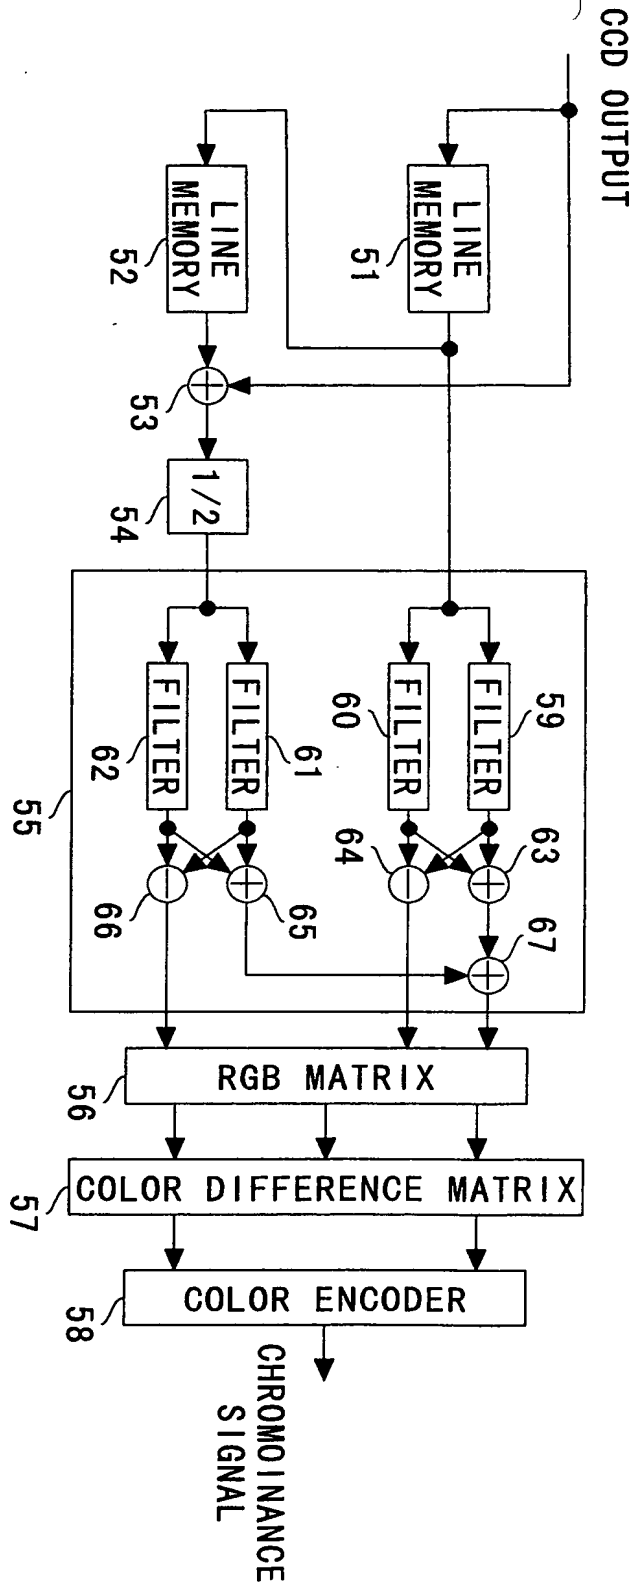 CCD OUTPUT
LINE
MEMORY
51
LINE
MEMORY
52
53
1/2
54
FILTER
59
FILTER
60
FILTER
61
FILTER
62
63
64
65
66
67
55
RGB MATRIX
56
COLOR DIFFERENCE MATRIX
57
COLOR ENCODER
58
CHROMOINANCE
SIGNAL